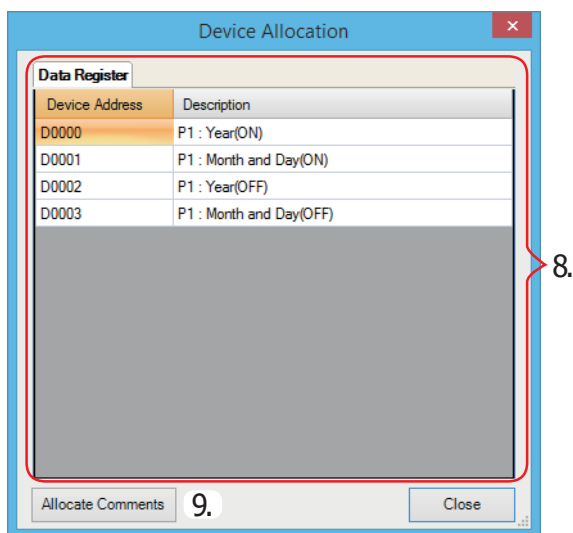 Device Allocation
Data Register
Device Address Description
D0000 P1 : Year(ON)
D0001 P1 : Month and Day(ON)
D0002 P1 : Year(OFF)
D0003 P1 : Month and Day(OFF)
8.
Allocate Comments 9. Close